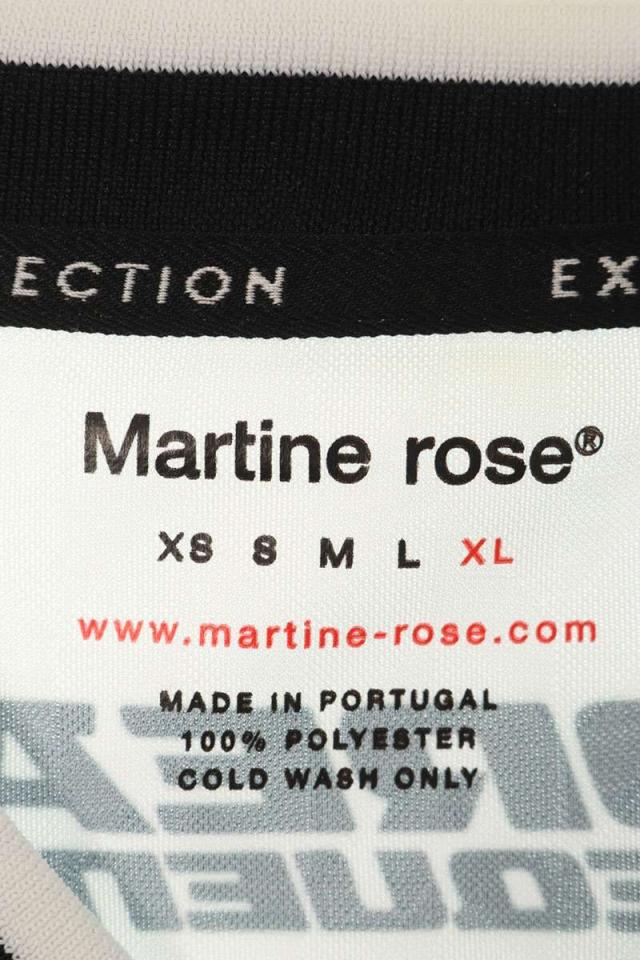 ECTION EX
Martine rose®
XS S M L XL
www.martine-rose.com
MADE IN PORTUGAL
100% POLYESTER
COLD WASH ONLY